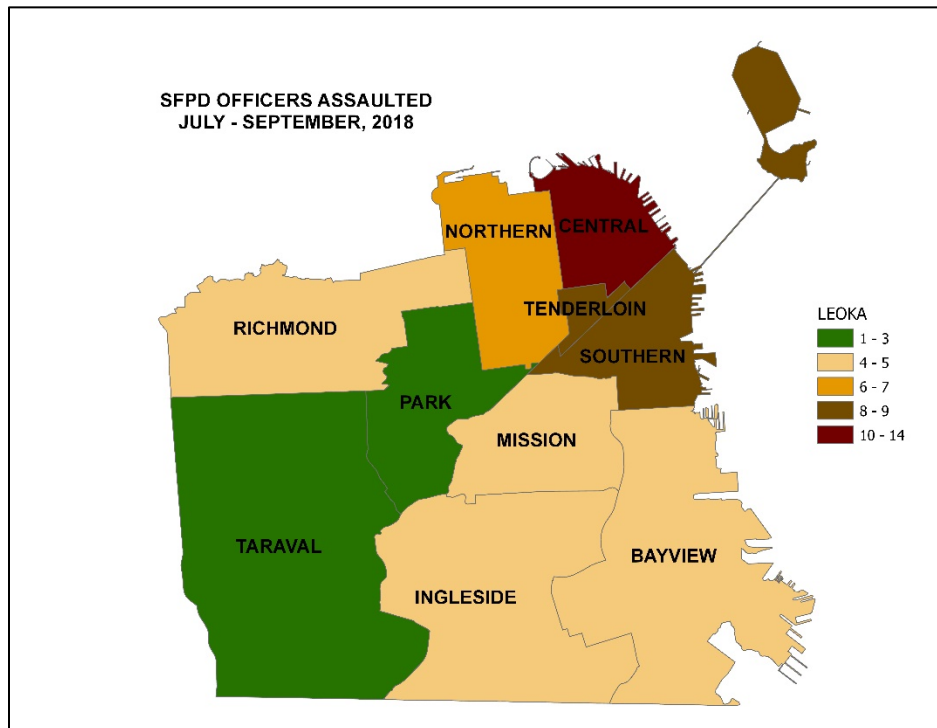 SFPD OFFICERS ASSAULTED
JULY - SEPTEMBER, 2018
NORTHERN
CENTRAL
TENDERLOIN
RICHMOND
SOUTHERN
PARK
MISSION
TARAVAL
BAYVIEW
INGLESIDE
LEOKA
1 - 3
4 - 5
6 - 7
8 - 9
10 - 14